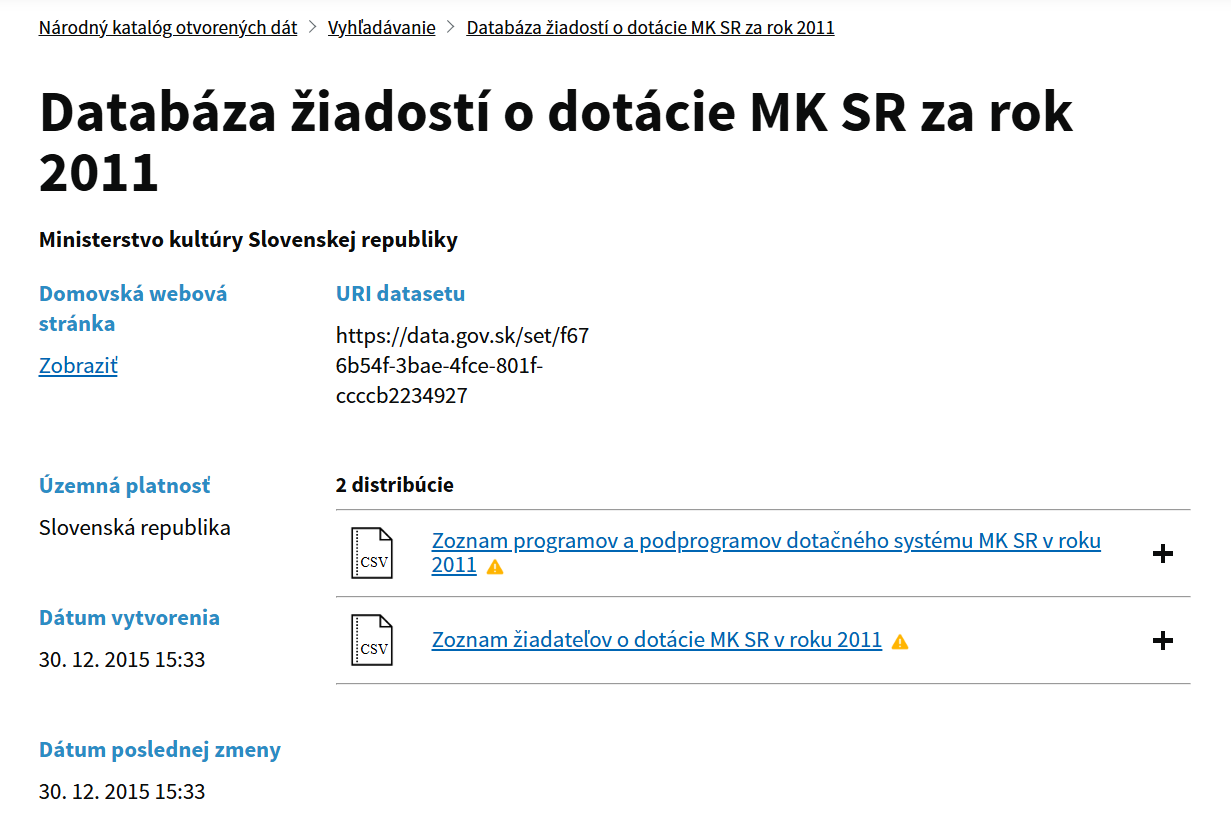 Národný katalóg otvorených dát > Vyhľadávanie > Databáza žiadostí o dotácie MK SR za rok 2011
Databáza žiadostí o dotácie MK SR za rok
2011
Ministerstvo kultúry Slovenskej republiky
Domovská webová
stránka
Zobraziť
URI datasetu
https://data.gov.sk/set/f67
6b54f-3bae-4fce-801f-
ccccb2234927
Územná platnosť
Slovenská republika
Dátum vytvorenia
30. 12. 2015 15:33
Dátum poslednej zmeny
30. 12. 2015 15:33
2 distribúcie
CSV
Zoznam programov a podprogramov dotačného systému MK SR v roku
2011
CSV
Zoznam žiadateľov o dotácie MK SR v roku 2011